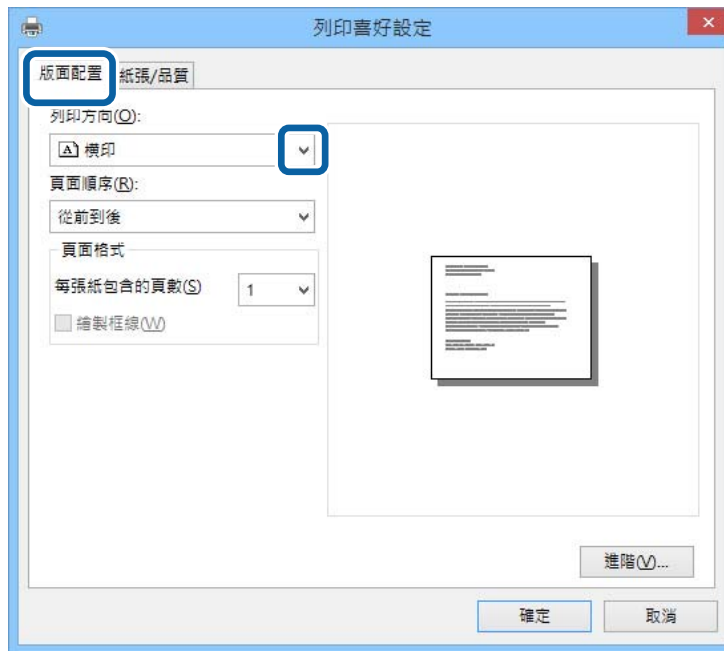 列印喜好設定
版面配置 紙張/品質
列印方向(O):
橫印
頁面順序(R):
從前到後
頁面格式
每張紙包含的頁數(S) 1
繪製框線(W)
進階(V)...
確定 取消